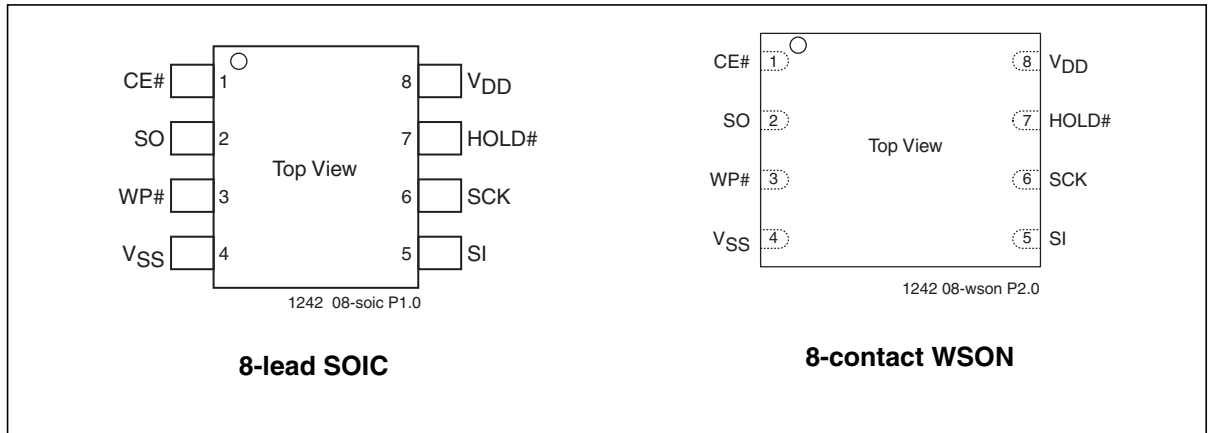 CE# 1 8 VDD
SO 2 7 HOLD#
Top View
WP# 3 6 SCK
VSS 4 5 SI
1242 08-soic P1.0
8-lead SOIC
CE# 1 8 VDD
SO 2 7 HOLD#
Top View
WP# 3 6 SCK
VSS 4 5 SI
1242 08-wson P2.0
8-contact WSON